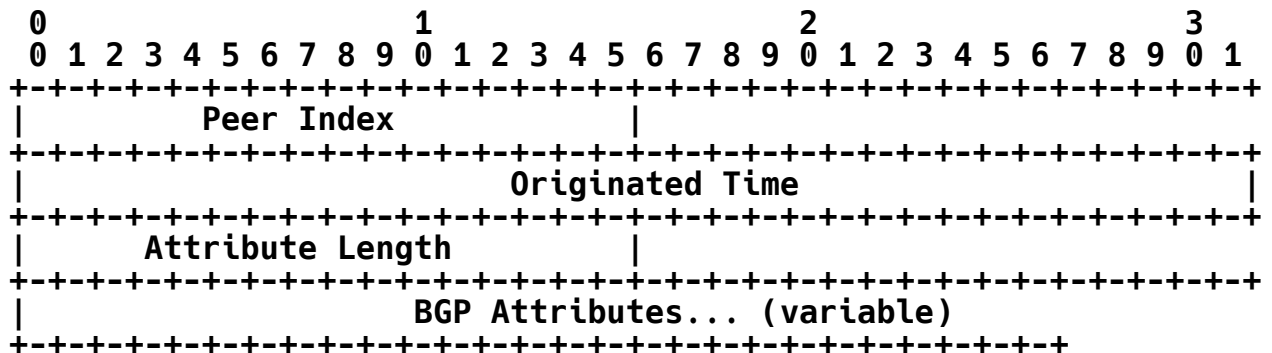 0                   1                   2                   3
 0 1 2 3 4 5 6 7 8 9 0 1 2 3 4 5 6 7 8 9 0 1 2 3 4 5 6 7 8 9 0 1
+-+-+-+-+-+-+-+-+-+-+-+-+-+-+-+-+-+-+-+-+-+-+-+-+-+-+-+-+-+-+-+-+
|         Peer Index            |
+-+-+-+-+-+-+-+-+-+-+-+-+-+-+-+-+-+-+-+-+-+-+-+-+-+-+-+-+-+-+-+-+
|                         Originated Time                       |
+-+-+-+-+-+-+-+-+-+-+-+-+-+-+-+-+-+-+-+-+-+-+-+-+-+-+-+-+-+-+-+-+
|      Attribute Length         |
+-+-+-+-+-+-+-+-+-+-+-+-+-+-+-+-+-+-+-+-+-+-+-+-+-+-+-+-+-+-+-+-+
|                    BGP Attributes... (variable)
+-+-+-+-+-+-+-+-+-+-+-+-+-+-+-+-+-+-+-+-+-+-+-+-+-+-+-+